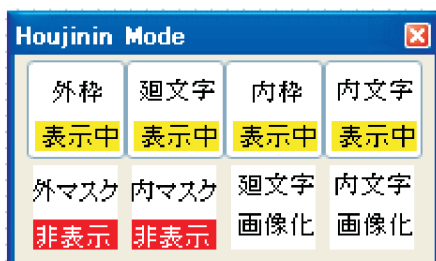 Houjinin Mode
外枠 廻文字 内枠 内文字
表示中 表示中 表示中 表示中
外マスク 内マスク 廻文字 内文字
非表示 非表示 画像化 画像化